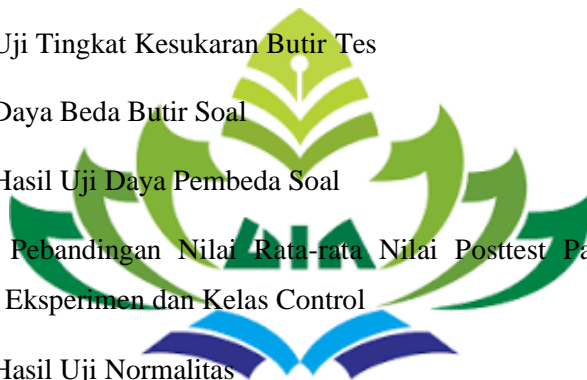 Uji Tingkat Kesukaran Butir Tes
Daya Beda Butir Soal
Hasil Uji Daya Pembeda Soal
Pebandingan Nilai Rata-rata Nilai Posttest Pa
Eksperimen dan Kelas Control
Hasil Uji Normalitas